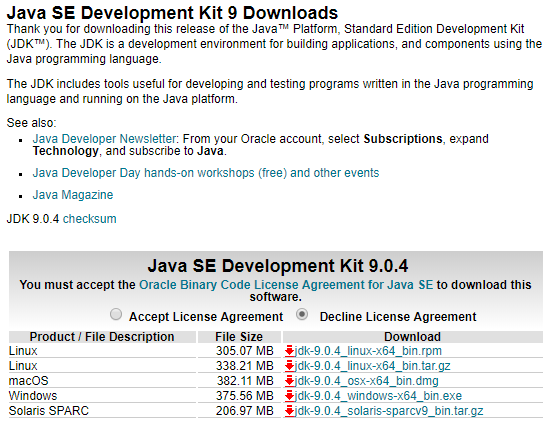 Java SE Development Kit 9 Downloads
Thank you for downloading this release of the Java™ Platform, Standard Edition Development Kit
(JDK™). The JDK is a development environment for building applications, and components using the
Java programming language.
The JDK includes tools useful for developing and testing programs written in the Java programming
language and running on the Java platform.
See also:
Java Developer Newsletter: From your Oracle account, select Subscriptions, expand
Technology, and subscribe to Java.
Java Developer Day hands-on workshops (free) and other events
Java Magazine
JDK 9.0.4 checksum
Java SE Development Kit 9.0.4
You must accept the Oracle Binary Code License Agreement for Java SE to download this
software.
Accept License Agreement Decline License Agreement
Product / File Description File Size Download
Linux 305.07 MB jdk-9.0.4_linux-x64_bin.rpm
Linux 338.21 MB jdk-9.0.4_linux-x64_bin.tar.gz
macOS 382.11 MB jdk-9.0.4_osx-x64_bin.dmg
Windows 375.56 MB jdk-9.0.4_windows-x64_bin.exe
Solaris SPARC 206.97 MB jdk-9.0.4_solaris-sparcv9_bin.tar.gz